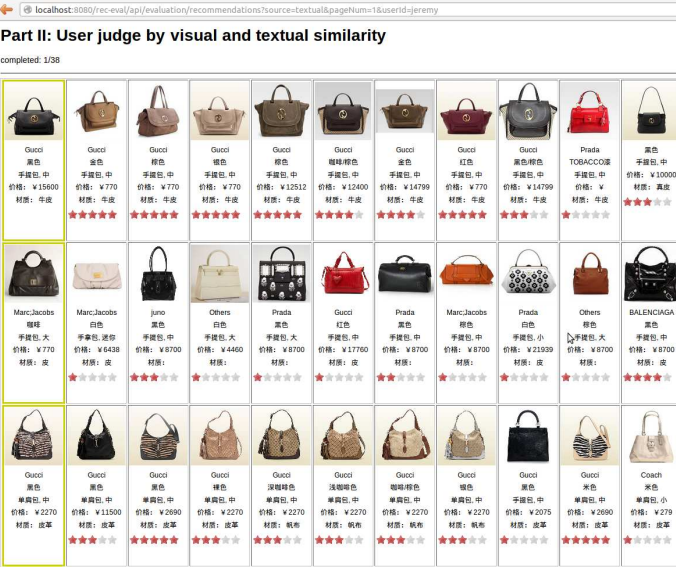 localhost:8080/rec-eval/api/evaluation/recommendations?source=textual&pageNum=1&userid=jeremy
Part II: User judge by visual and textual similarity
completed: 1/38
Gucci Gucci Gucci Gucci Gucci Gucci Gucci Gucci Gucci Prada 黑色
黑色 金色 棕色 银色 棕色 咖啡/棕色 金色 红色 黑色/棕色 TOBACCO漆 手提包, 中
手提包, 中 手提包, 中 手提包, 中 手提包, 中 手提包, 中 手提包, 中 手提包, 中 手提包, 中 手提包, 中 手提包, 中 价格: ￥10000
价格: ￥15600 价格: ￥770 价格: ￥770 价格: ￥770 价格: ￥12512 价格: ￥12400 价格: ￥14799 价格: ￥770 价格: ￥14799 价格: ￥ 材质: 真皮
材质: 牛皮 材质: 牛皮 材质: 牛皮 材质: 牛皮 材质: 牛皮 材质: 牛皮 材质: 牛皮 材质: 牛皮 材质: 牛皮 材质: 牛皮
Marc;Jacobs Marc;Jacobs juno Others Prada Gucci Prada Marc;Jacobs Prada Others BALENCIAGA
咖啡 白色 黑色 白色 黑色 红色 黑色 棕色 白色 棕色 黑色
手提包, 大 手拿包, 迷你 手提包, 中 手提包, 大 手提包, 中 手提包, 中 手提包, 中 手提包, 中 手提包, 小 手提包, 大 手提包, 中
价格: ￥770 价格: ￥6438 价格: ￥8700 价格: ￥4460 价格: ￥8700 价格: ￥17760 价格: ￥8700 价格: ￥8700 价格: ￥21939 价格: ￥8700 价格: ￥8700
材质: 皮 材质: 皮 材质: 材质: 材质: 材质: 皮 材质: 材质: 材质: 皮 材质: 材质: 皮
Gucci Gucci Gucci Gucci Gucci Gucci Gucci Gucci Gucci Gucci Coach
黑色 黑色 黑色 裸色 深咖啡色 浅咖啡色 咖啡/棕色 银色 黑色 米色 米色
单肩包, 中 单肩包, 中 单肩包, 中 单肩包, 中 单肩包, 中 单肩包, 中 单肩包, 中 单肩包, 中 手提包, 中 单肩包, 中 单肩包, 小
价格: ￥2270 价格: ￥11500 价格: ￥2690 价格: ￥2270 价格: ￥2270 价格: ￥2270 价格: ￥2270 价格: ￥2270 价格: ￥2075 价格: ￥2690 价格: ￥279
材质: 皮革 材质: 皮革 材质: 皮革 材质: 皮革 材质: 帆布 材质: 帆布 材质: 帆布 材质: 帆布 材质: 皮革 材质: 皮革 材质: 皮革